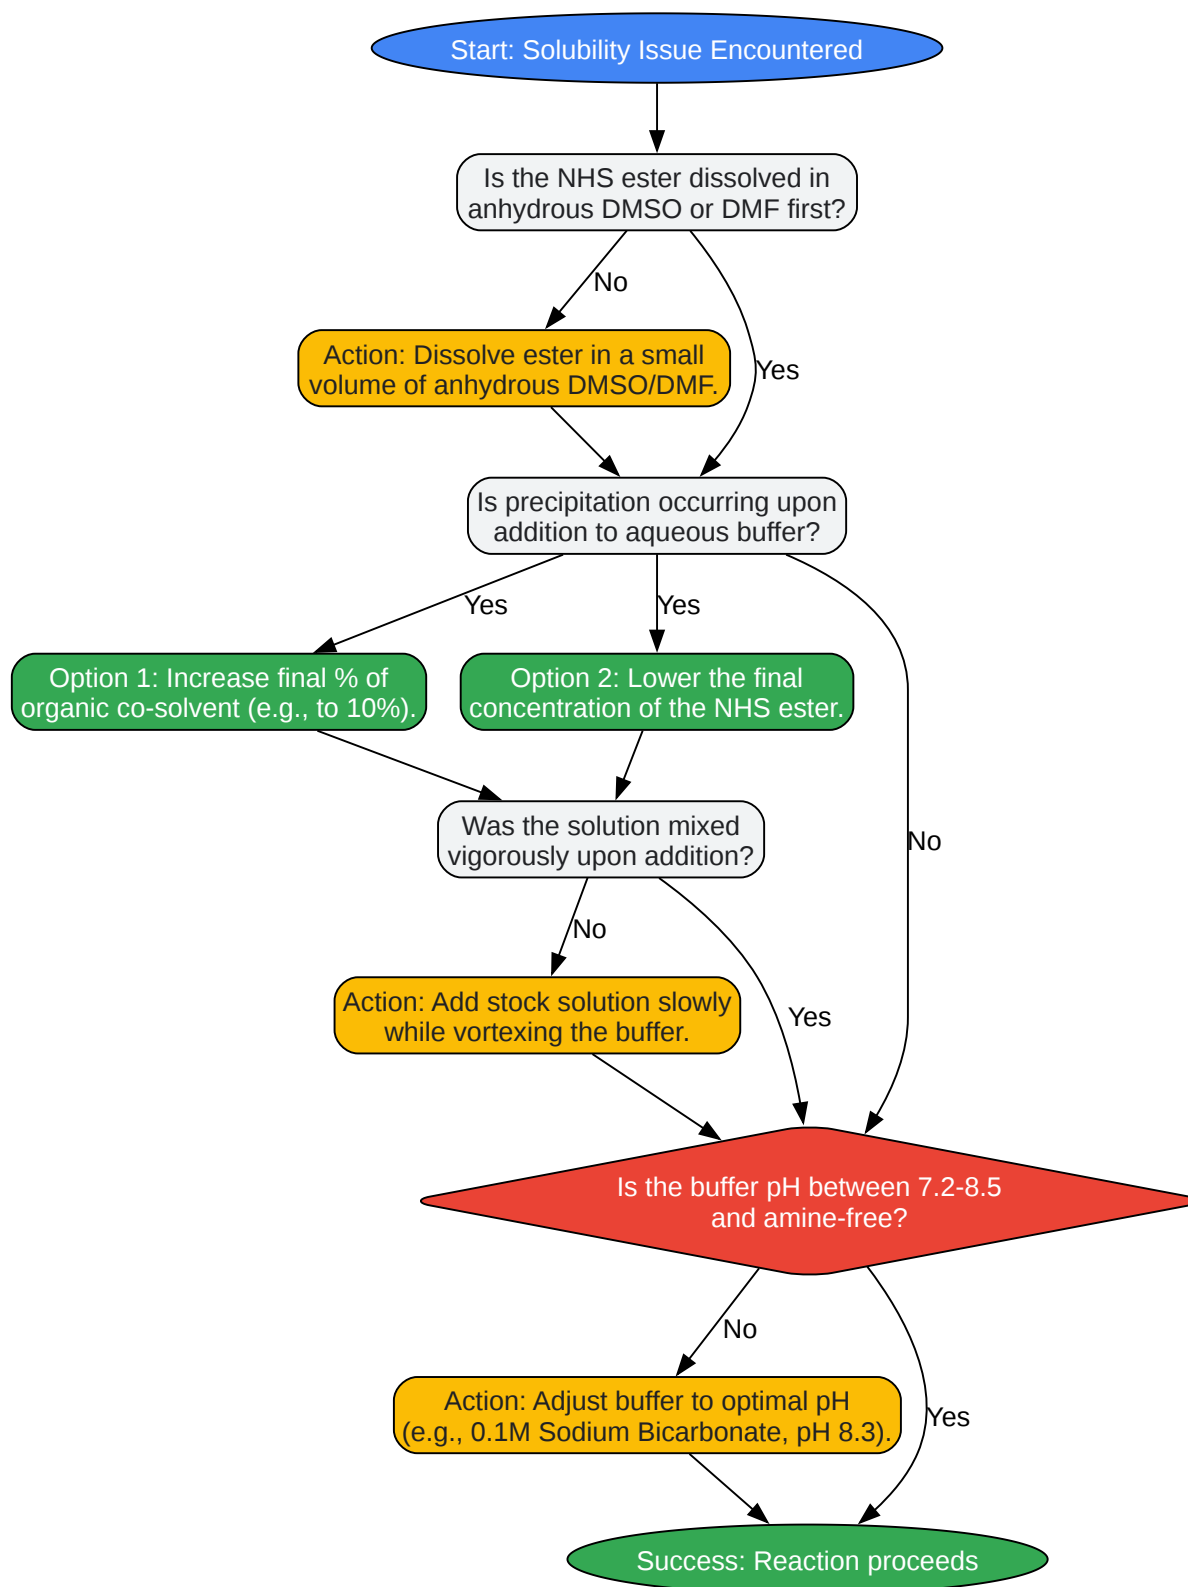 Start: Solubility Issue Encountered
Is the NHS ester dissolved in
anhydrous DMSO or DMF first?
No
Action: Dissolve ester in a small
volume of anhydrous DMSO/DMF.
Yes
Is precipitation occurring upon
addition to aqueous buffer?
Yes
Yes
Option 1: Increase final % of
organic co-solvent (e.g., to 10%).
Option 2: Lower the final
concentration of the NHS ester.
Was the solution mixed
vigorously upon addition?
No
No
Action: Add stock solution slowly
while vortexing the buffer.
Yes
Is the buffer pH between 7.2-8.5
and amine-free?
No
Action: Adjust buffer to optimal pH
(e.g., 0.1M Sodium Bicarbonate, pH 8.3).
Yes
Success: Reaction proceeds